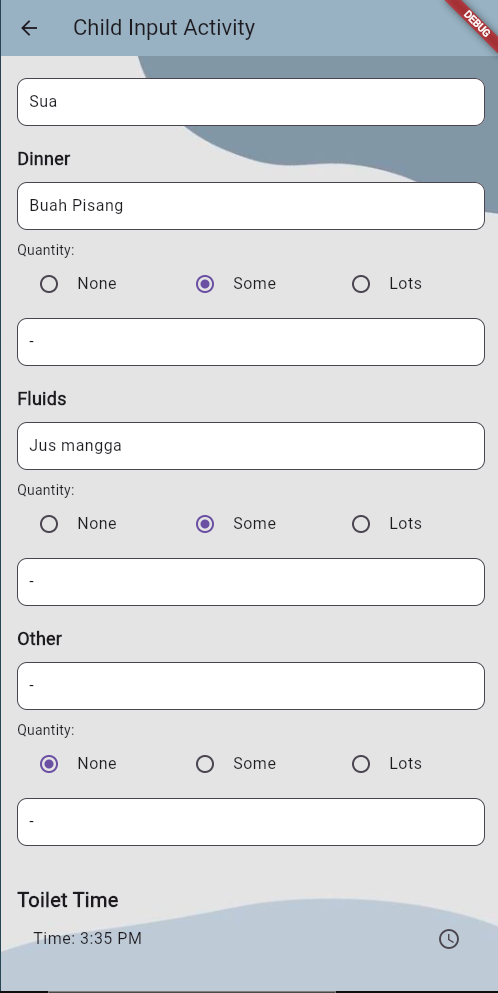 Child Input Activity
DEBUG
Sua
Dinner
Buah Pisang
Quantity:
None Some Lots
-
Fluids
Jus mangga
Quantity:
None Some Lots
-
Other
-
Quantity:
None Some Lots
-
Toilet Time
Time: 3:35 PM